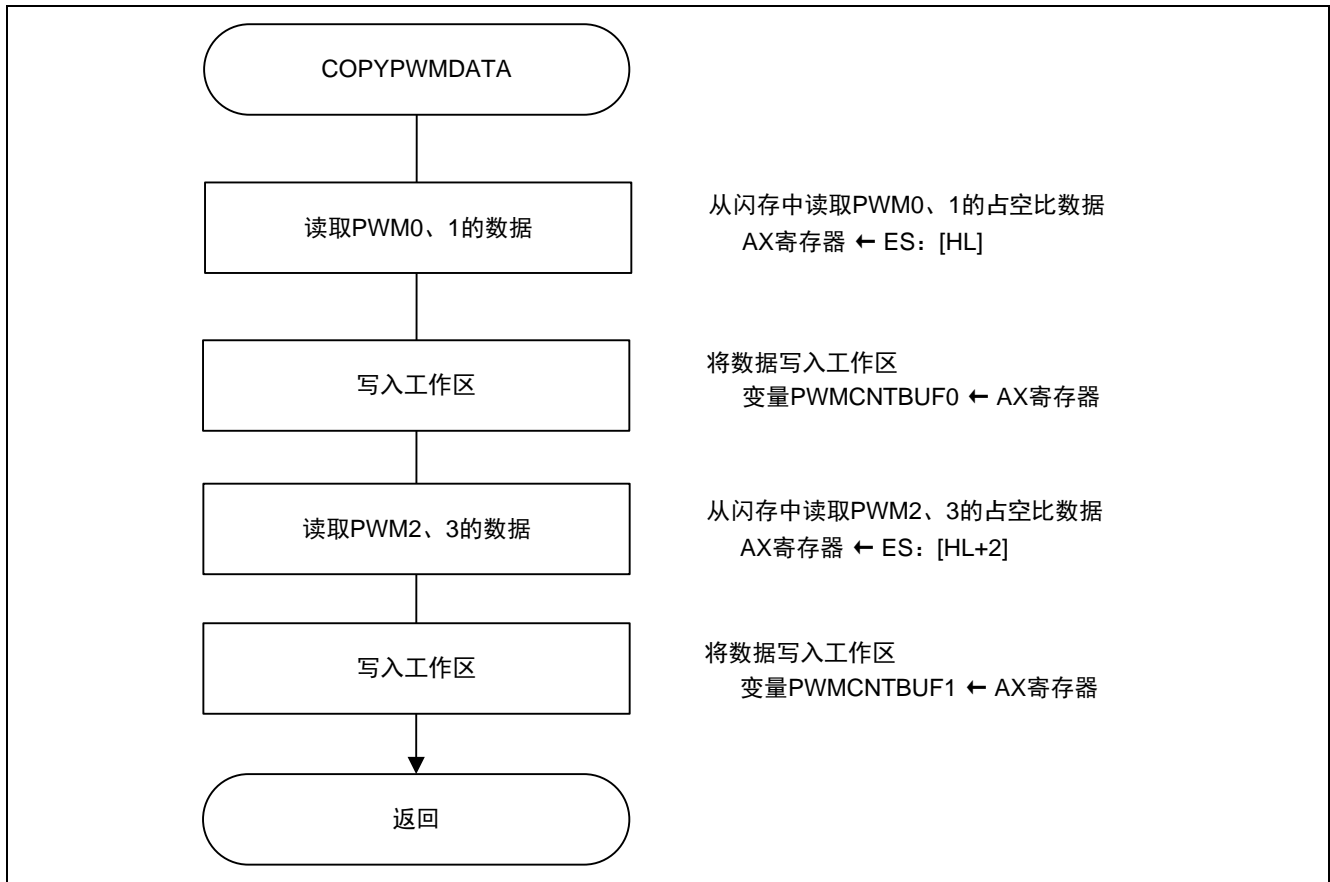 COPYPWMDATA
读取PWM0、1的数据
从闪存中读取PWM0、1的占空比数据
AX寄存器 ← ES：[HL]
写入工作区
将数据写入工作区
变量PWMCNTBUF0 ← AX寄存器
读取PWM2、3的数据
从闪存中读取PWM2、3的占空比数据
AX寄存器 ← ES：[HL+2]
写入工作区
将数据写入工作区
变量PWMCNTBUF1 ← AX寄存器
返回